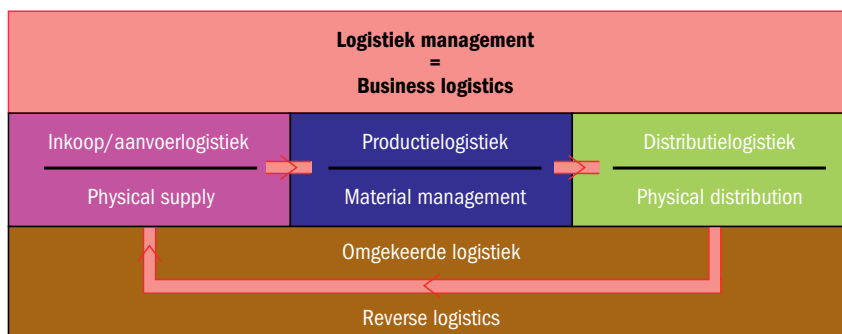 Logistiek management
=
Business logistics
Inkoop/aanvoerlogistiek
Physical supply
Productielogistiek
Material management
Distributielogistiek
Physical distribution
Omgekeerde logistiek
Reverse logistics